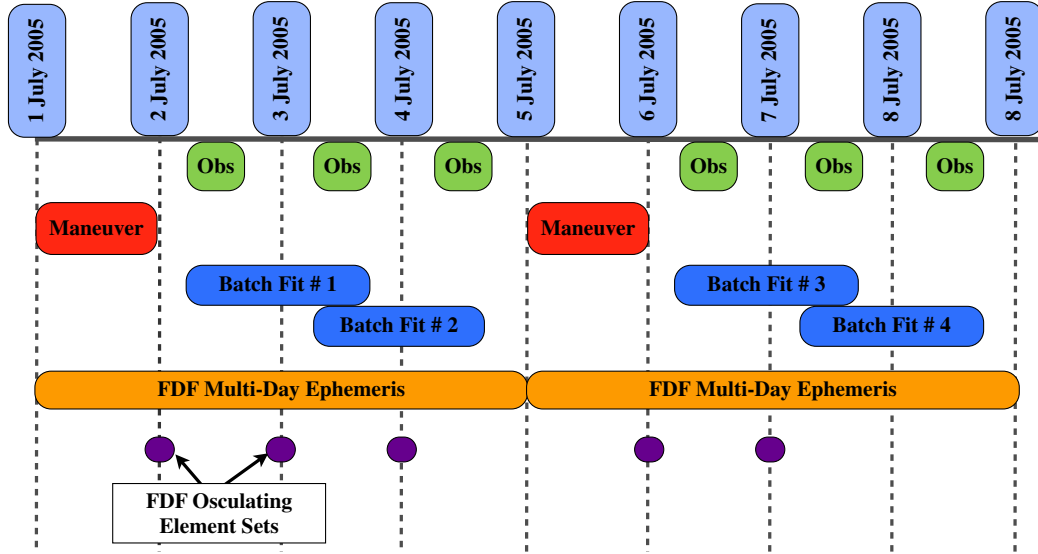 1 July 2005
2 July 2005
3 July 2005
4 July 2005
5 July 2005
6 July 2005
7 July 2005
8 July 2005
8 July 2005
Obs
Obs
Obs
Obs
Obs
Obs
Maneuver
Maneuver
Batch Fit # 1
Batch Fit # 3
Batch Fit # 2
Batch Fit # 4
FDF Multi-Day Ephemeris
FDF Multi-Day Ephemeris
FDF Osculating
Element Sets